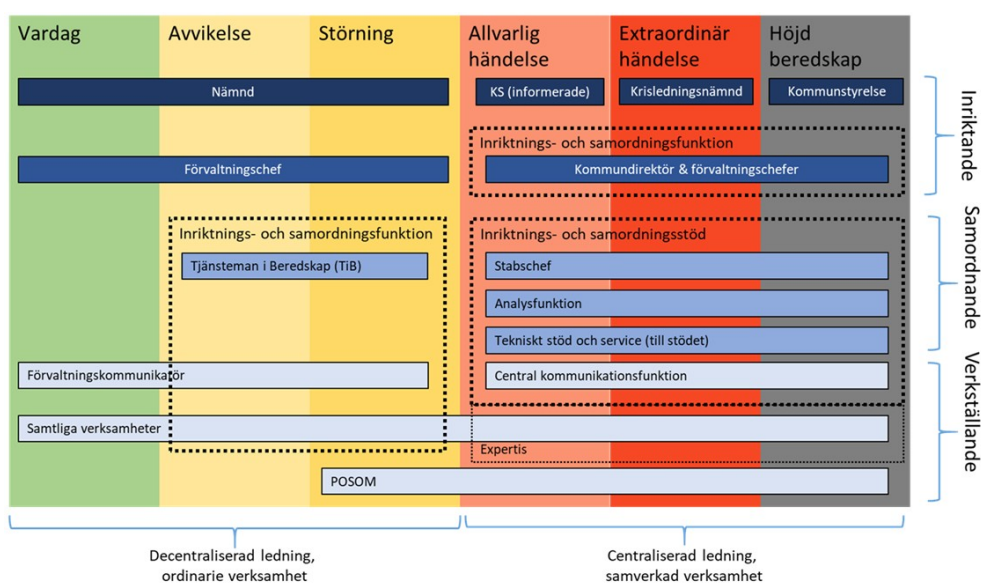 Vardag
Avvikelse
Störning
Allvarlig
händelse
Extraordinär
händelse
Höjd
beredskap
Nämnd
KS (informerade)
Krisledningsnämnd
Kommunstyrelse
Inriktnings- och samordningsfunktion
Förvaltningschef
Kommundirektör & förvaltningschefer
Inriktande
Inriktnings- och samordningsfunktion
Inriktnings- och samordningsstöd
Tjänsteman i Beredskap (TiB)
Stabschef
Analysfunktion
Tekniskt stöd och service (till stödet)
Samordnande
Förvaltningskommunikatör
Central kommunikationsfunktion
Samtliga verksamheter
Expertis
POSOM
Verkställande
Decentraliserad ledning,
ordinarie verksamhet
Centraliserad ledning,
samverkad verksamhet